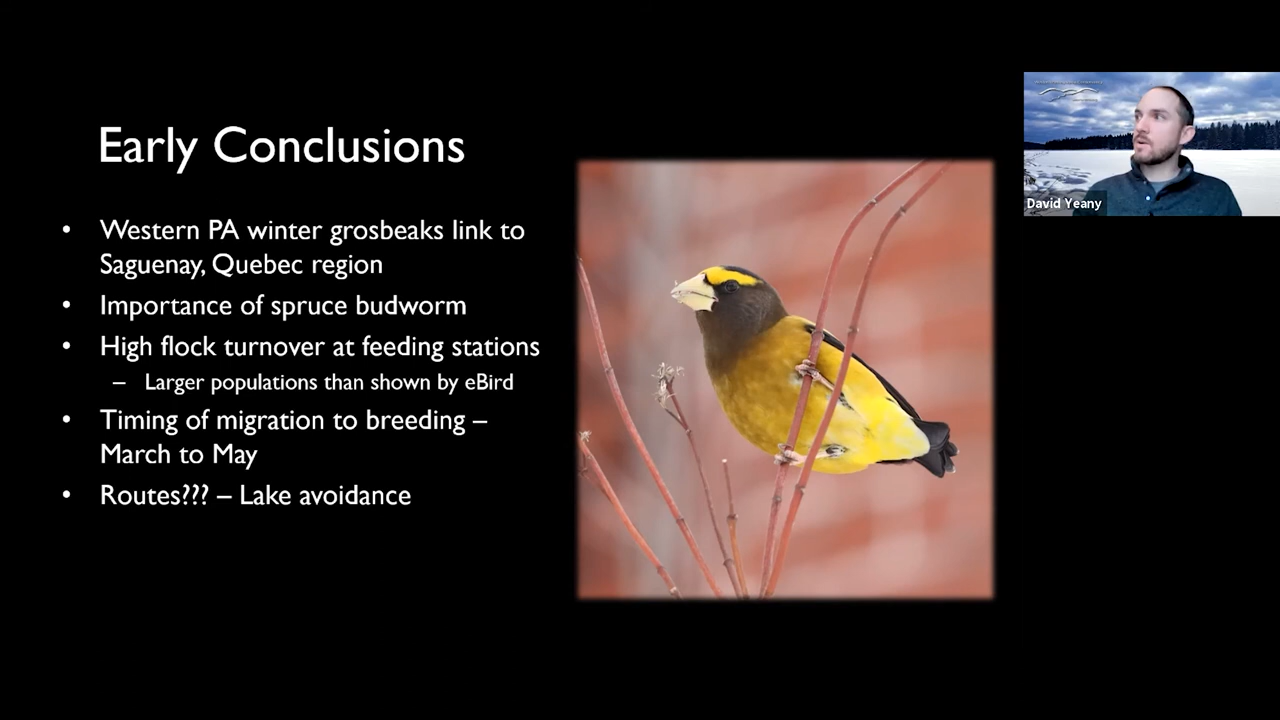 Early Conclusions
• Western PA winter grosbeaks link to
Saguenay, Quebec region
• Importance of spruce budworm
• High flock turnover at feeding stations
– Larger populations than shown by eBird
• Timing of migration to breeding –
March to May
• Routes??? – Lake avoidance
David Yeany